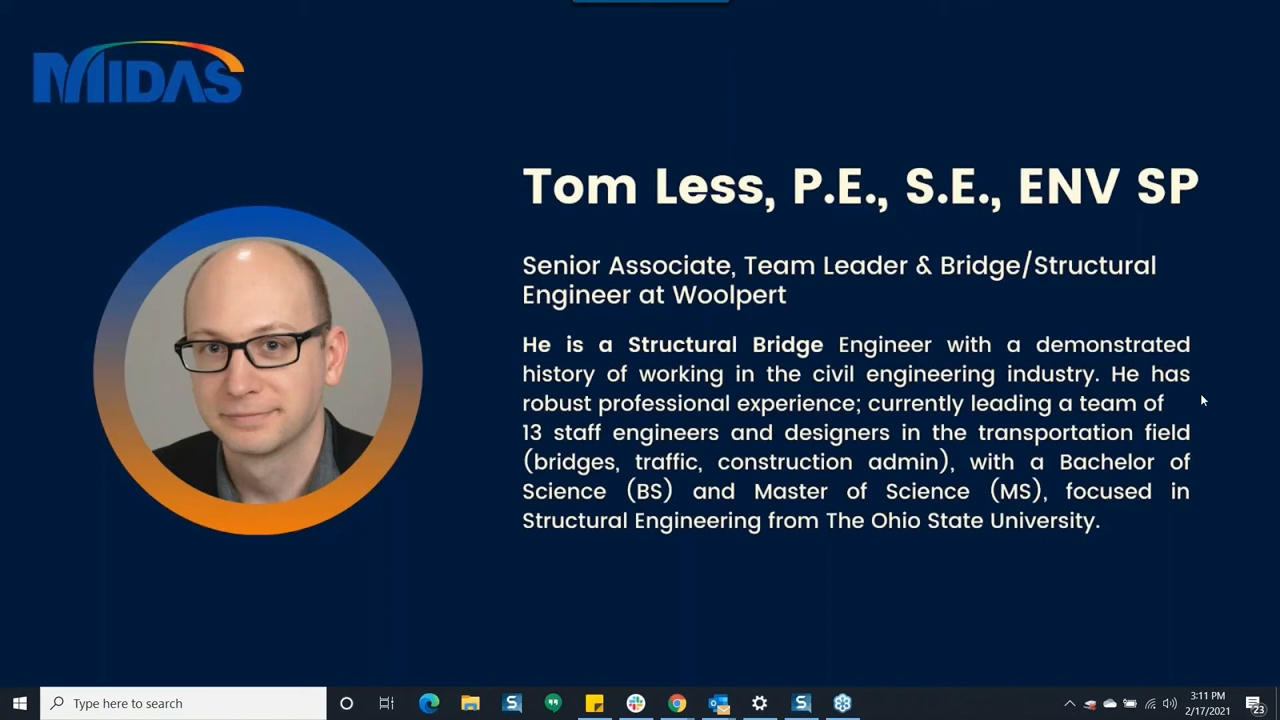 MIDAS
Tom Less, P.E., S.E., ENV SP
Senior Associate, Team Leader & Bridge/Structural
Engineer at Woolpert
He is a Structural Bridge Engineer with a demonstrated
history of working in the civil engineering industry. He has
robust professional experience; currently leading a team of
13 staff engineers and designers in the transportation field
(bridges, traffic, construction admin), with a Bachelor of
Science (BS) and Master of Science (MS), focused in
Structural Engineering from The Ohio State University.
Type here to search
3:11 PM
2/17/2021
23